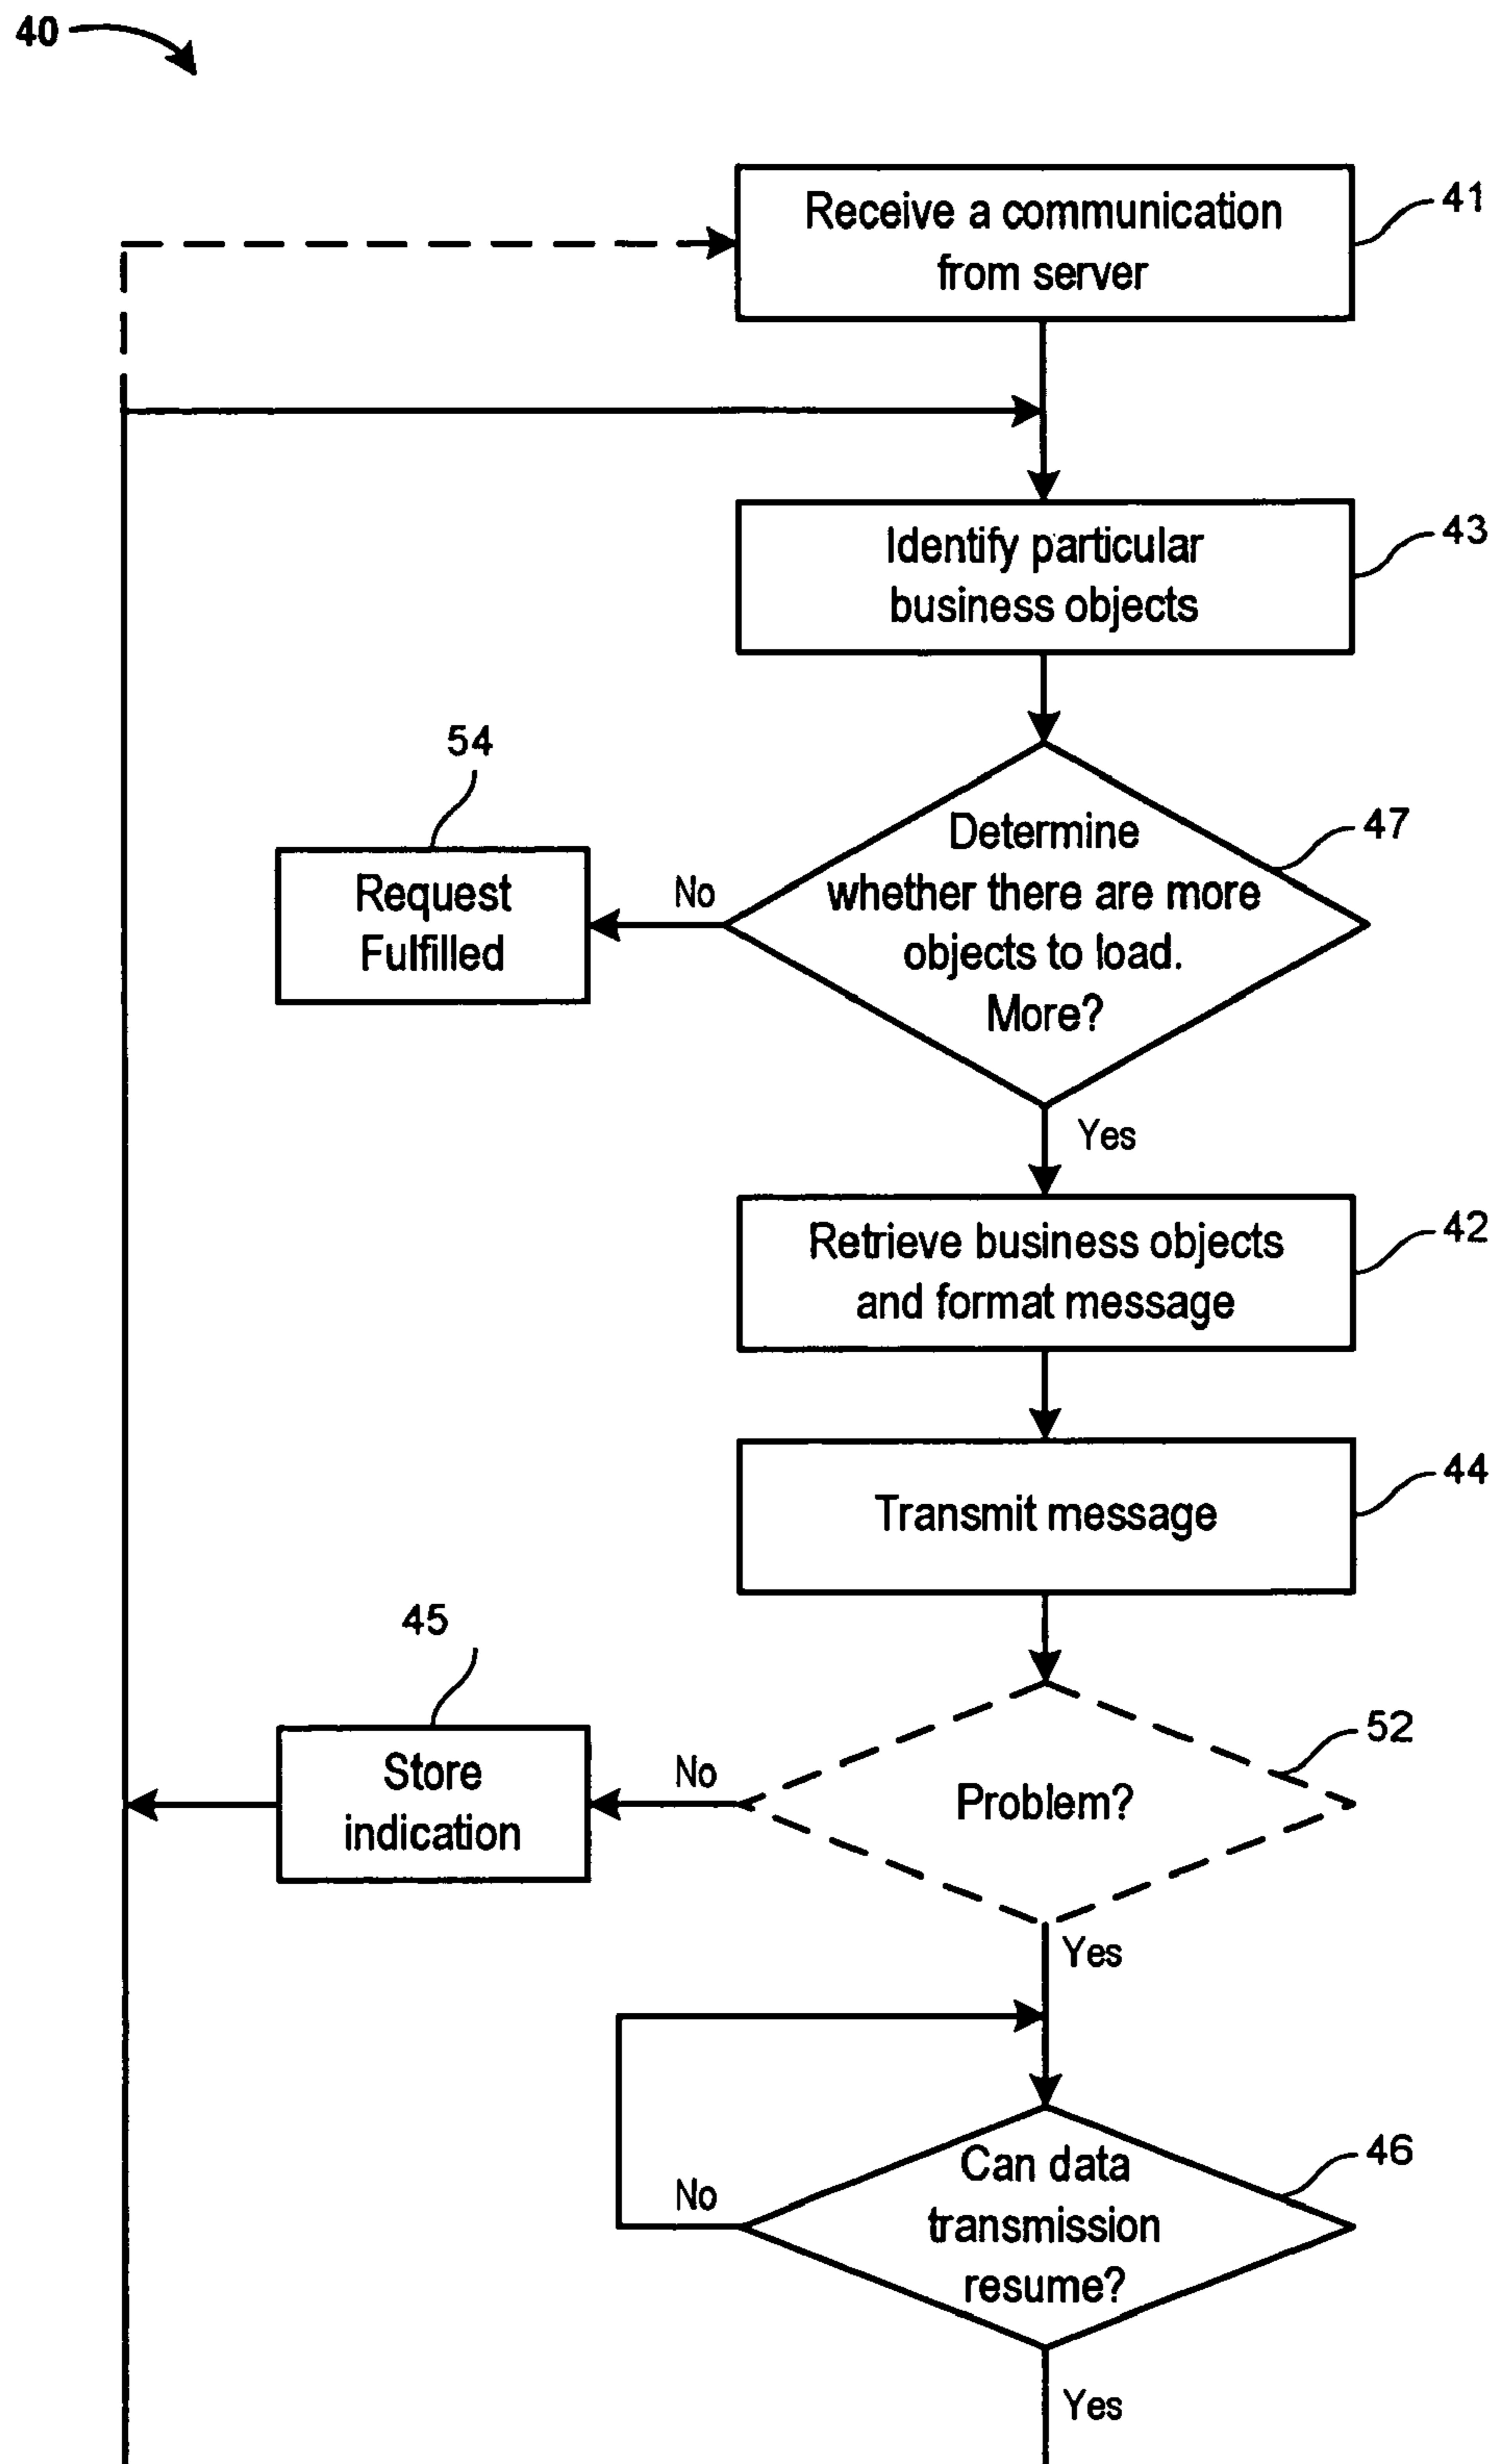 40
Receive a communication
from server
41
Identify particular
business objects
43
54
Request
Fulfilled
No
Determine
whether there are more
objects to load.
More?
47
Yes
Retrieve business objects
and format message
42
Transmit message
44
45
Store
indication
No
Problem?
52
Yes
Can data
transmission
resume?
46
No
Yes